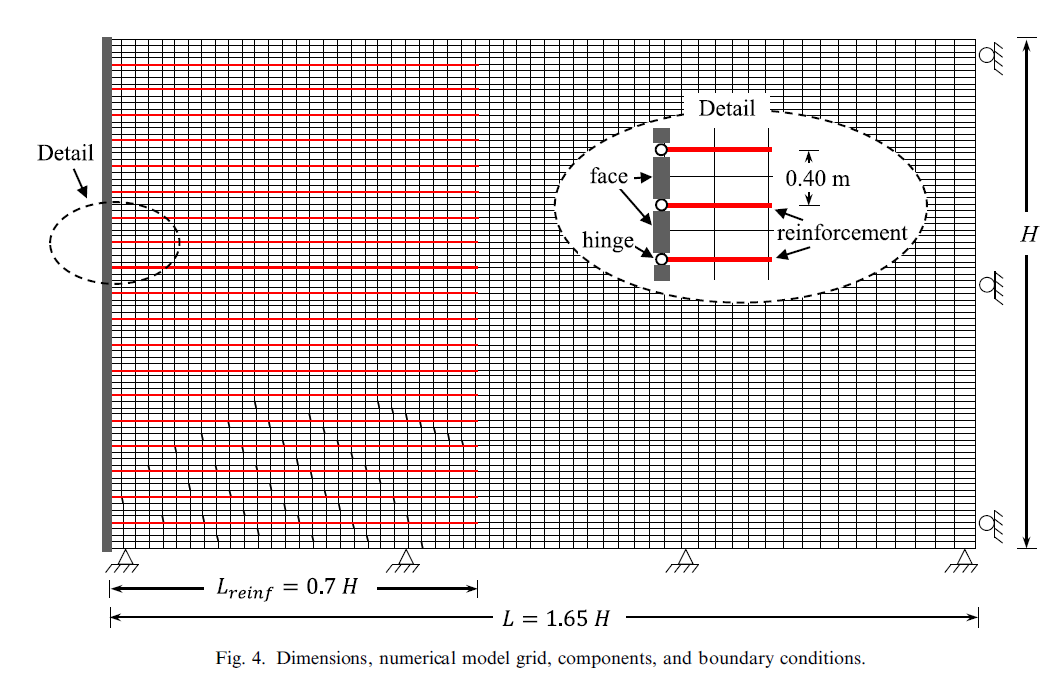 Detail
Detail
face
0.40 m
hinge
reinforcement
H
L_reinf = 0.7 H
L = 1.65 H
Fig. 4. Dimensions, numerical model grid, components, and boundary conditions.